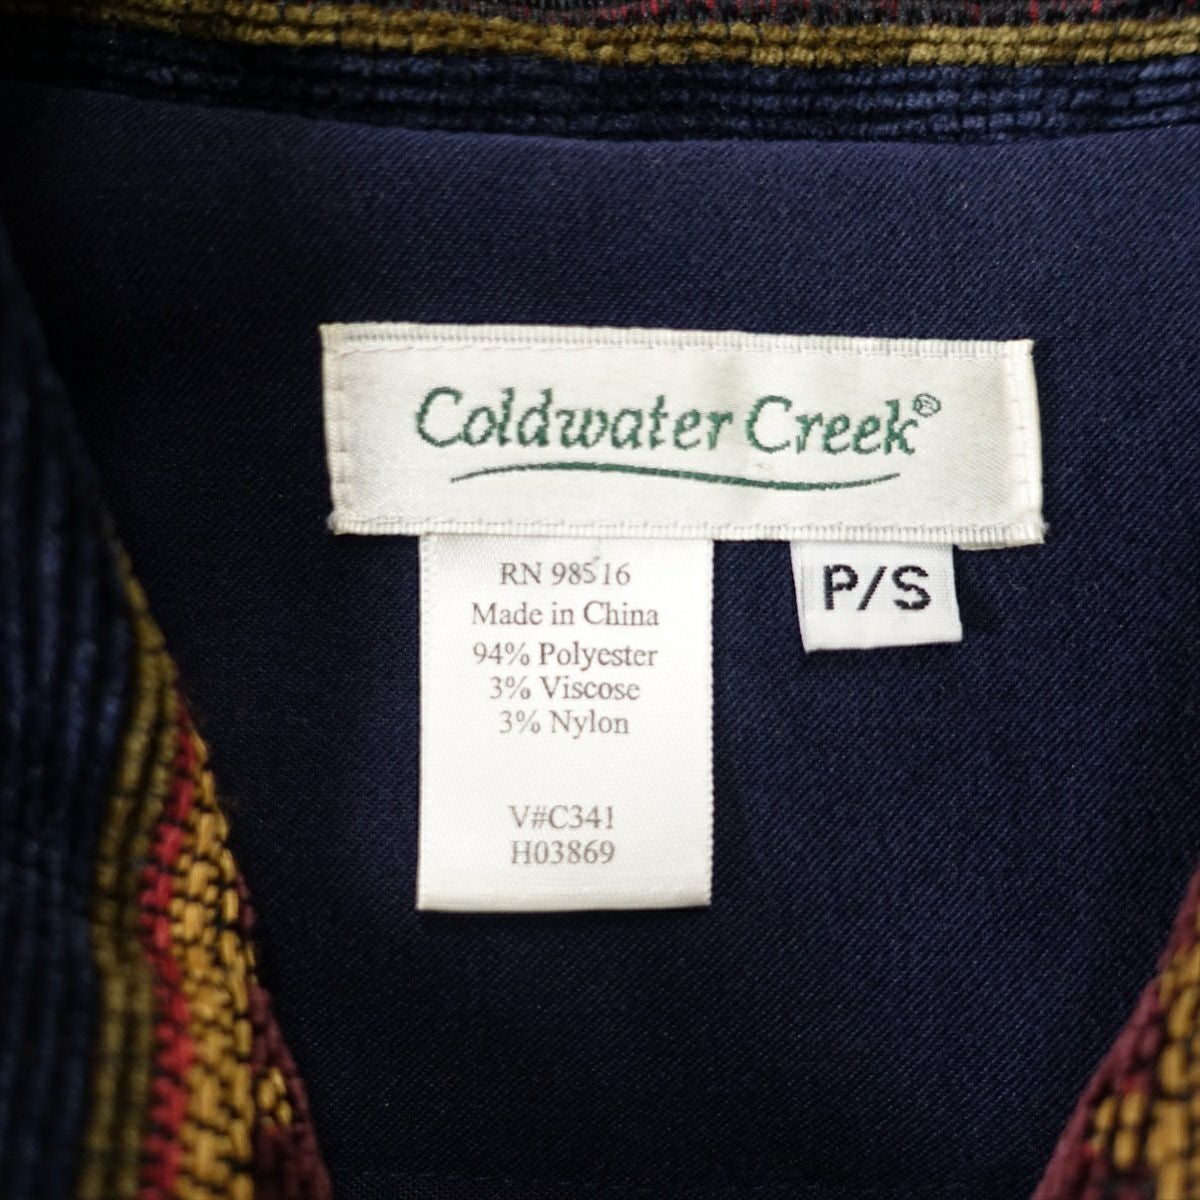 Coldwater Creek®
RN 98516
Made in China
94% Polyester
3% Viscose
3% Nylon
V#C341
H03869
P/S